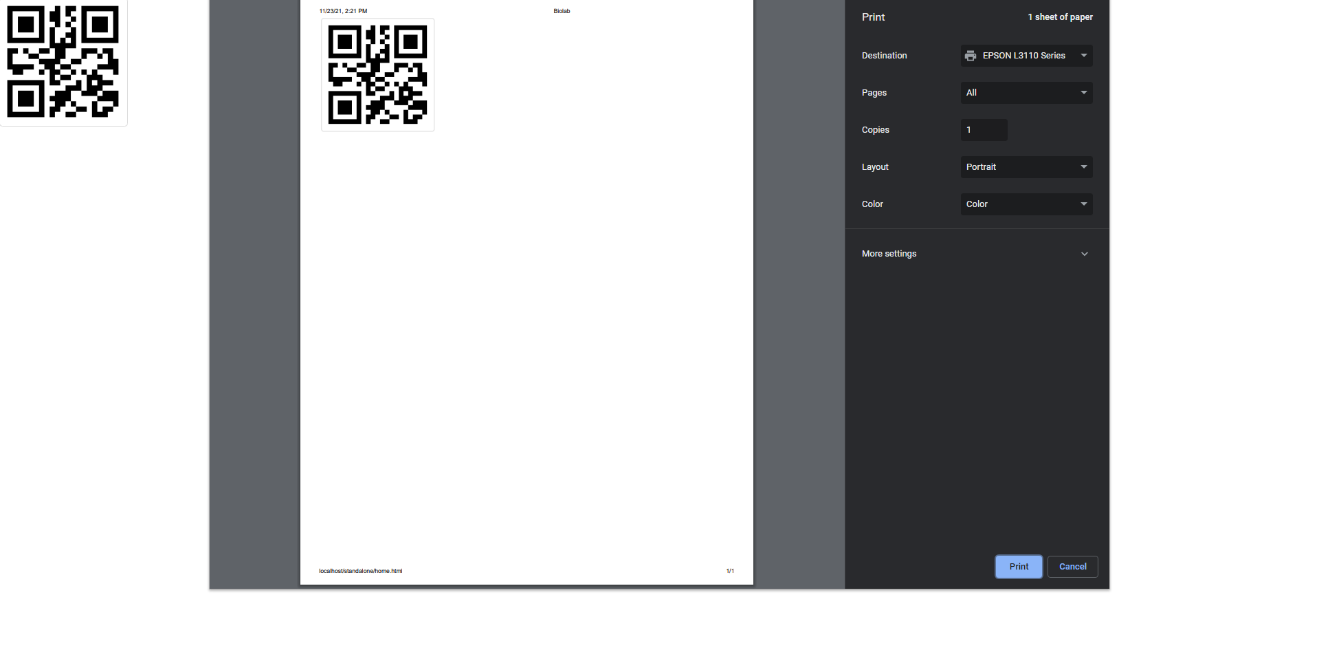 11/23/21, 2:21 PM Biolab
localhost/standalone/home.html 1/1
Print 1 sheet of paper
Destination EPSON L3110 Series
Pages All
Copies 1
Layout Portrait
Color Color
More settings
Print Cancel